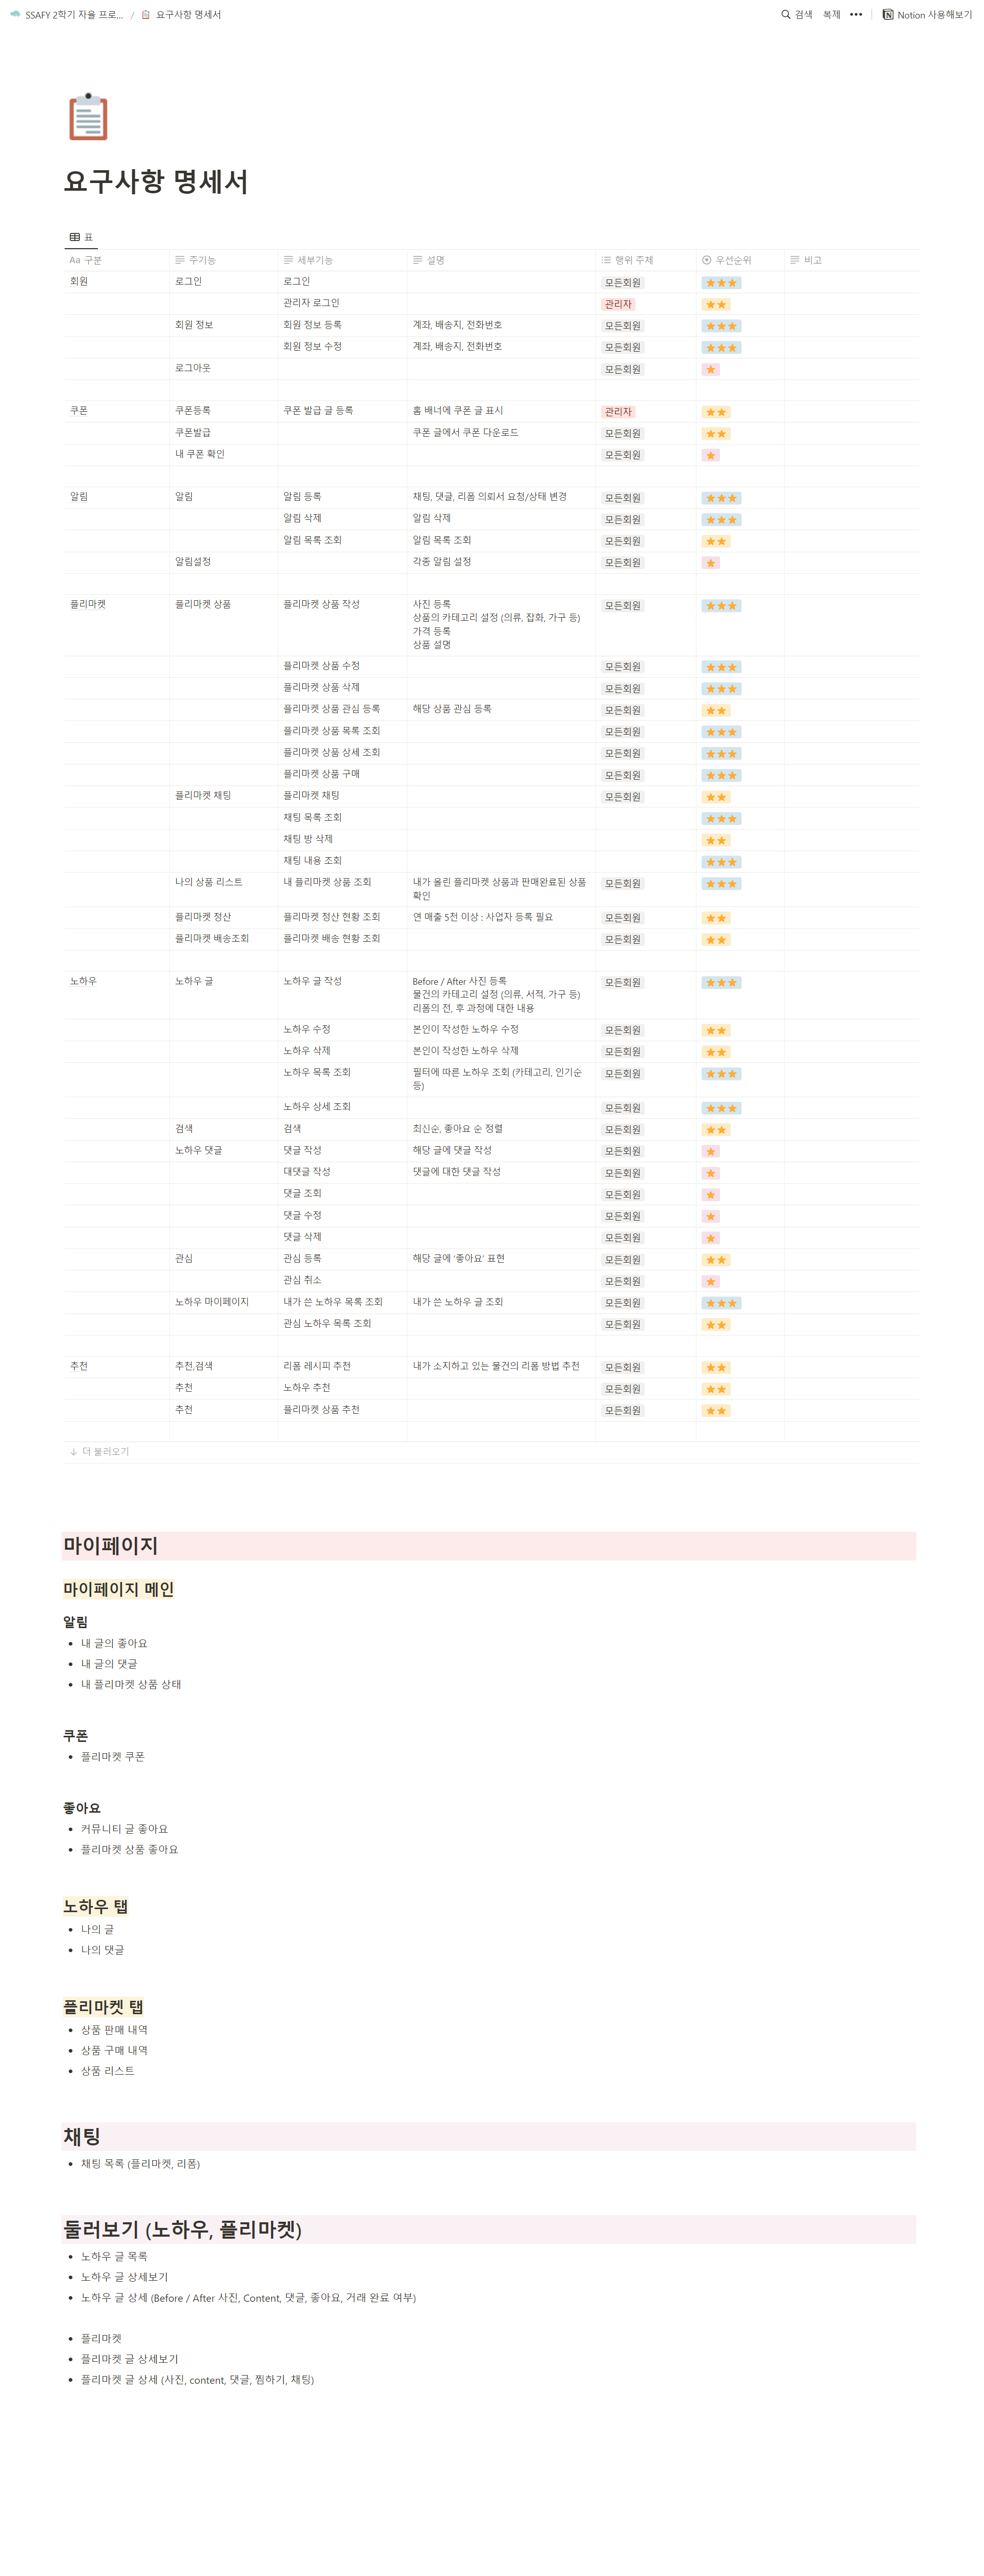 SSAFY 2학기 자율 프로... / 요구사항 명세서
검색 복제 ••• Notion 사용해보기
요구사항 명세서
표
Aa 구분 주기능 세부기능 설명 행위 주체 우선순위 비고
회원 로그인 로그인 모든회원 ⭐⭐⭐
관리자 로그인 관리자 ⭐⭐
회원 정보 회원 정보 등록 계좌, 배송지, 전화번호 모든회원 ⭐⭐⭐
회원 정보 수정 계좌, 배송지, 전화번호 모든회원 ⭐⭐⭐
로그아웃 모든회원 ⭐
쿠폰 쿠폰등록 쿠폰 발급 글 등록 홈 배너에 쿠폰 글 표시 관리자 ⭐⭐
쿠폰발급 쿠폰 글에서 쿠폰 다운로드 모든회원 ⭐⭐
내 쿠폰 확인 모든회원 ⭐
알림 알림 알림 등록 채팅, 댓글, 리폼 의뢰서 요청/상태 변경 모든회원 ⭐⭐⭐
알림 삭제 알림 삭제 모든회원 ⭐⭐⭐
알림 목록 조회 알림 목록 조회 모든회원 ⭐⭐
알림설정 각종 알림 설정 모든회원 ⭐
플리마켓 플리마켓 상품 플리마켓 상품 작성 사진 등록 모든회원 ⭐⭐⭐
상품의 카테고리 설정 (의류, 잡화, 가구 등)
가격 등록
상품 설명
플리마켓 상품 수정 모든회원 ⭐⭐⭐
플리마켓 상품 삭제 모든회원 ⭐⭐⭐
플리마켓 상품 관심 등록 해당 상품 관심 등록 모든회원 ⭐⭐
플리마켓 상품 목록 조회 모든회원 ⭐⭐⭐
플리마켓 상품 상세 조회 모든회원 ⭐⭐⭐
플리마켓 상품 구매 모든회원 ⭐⭐⭐
플리마켓 채팅 플리마켓 채팅 모든회원 ⭐⭐
채팅 목록 조회 ⭐⭐⭐
채팅 방 삭제 ⭐⭐
채팅 내용 조회 ⭐⭐⭐
나의 상품 리스트 내 플리마켓 상품 조회 내가 올린 플리마켓 상품과 판매완료된 상품 모든회원 ⭐⭐⭐
확인
플리마켓 정산 플리마켓 정산 현황 조회 연 매출 5천 이상 : 사업자 등록 필요 모든회원 ⭐⭐
플리마켓 배송조회 플리마켓 배송 현황 조회 모든회원 ⭐⭐
노하우 노하우 글 노하우 글 작성 Before / After 사진 등록 모든회원 ⭐⭐⭐
물건의 카테고리 설정 (의류, 서적, 가구 등)
리폼의 전, 후 과정에 대한 내용
노하우 수정 본인이 작성한 노하우 수정 모든회원 ⭐⭐
노하우 삭제 본인이 작성한 노하우 삭제 모든회원 ⭐⭐
노하우 목록 조회 필터에 따른 노하우 조회 (카테고리, 인기순 모든회원 ⭐⭐⭐
등)
노하우 상세 조회 모든회원 ⭐⭐⭐
검색 검색 최신순, 좋아요 순 정렬 모든회원 ⭐⭐
노하우 댓글 댓글 작성 해당 글에 댓글 작성 모든회원 ⭐
대댓글 작성 댓글에 대한 댓글 작성 모든회원 ⭐
댓글 조회 모든회원 ⭐
댓글 수정 모든회원 ⭐
댓글 삭제 모든회원 ⭐
관심 관심 등록 해당 글에 '좋아요' 표현 모든회원 ⭐⭐
관심 취소 모든회원 ⭐
노하우 마이페이지 내가 쓴 노하우 목록 조회 내가 쓴 노하우 글 조회 모든회원 ⭐⭐⭐
관심 노하우 목록 조회 모든회원 ⭐⭐
추천 추천,검색 리폼 레시피 추천 내가 소지하고 있는 물건의 리폼 방법 추천 모든회원 ⭐⭐
추천 노하우 추천 모든회원 ⭐⭐
추천 플리마켓 상품 추천 모든회원 ⭐⭐
↓ 더 불러오기
마이페이지
마이페이지 메인
알림
• 내 글의 좋아요
• 내 글의 댓글
• 내 플리마켓 상품 상태
쿠폰
• 플리마켓 쿠폰
좋아요
• 커뮤니티 글 좋아요
• 플리마켓 상품 좋아요
노하우 탭
• 나의 글
• 나의 댓글
플리마켓 탭
• 상품 판매 내역
• 상품 구매 내역
• 상품 리스트
채팅
• 채팅 목록 (플리마켓, 리폼)
둘러보기 (노하우, 플리마켓)
• 노하우 글 목록
• 노하우 글 상세보기
• 노하우 글 상세 (Before / After 사진, Content, 댓글, 좋아요, 거래 완료 여부)
• 플리마켓
• 플리마켓 글 상세보기
• 플리마켓 글 상세 (사진, content, 댓글, 찜하기, 채팅)